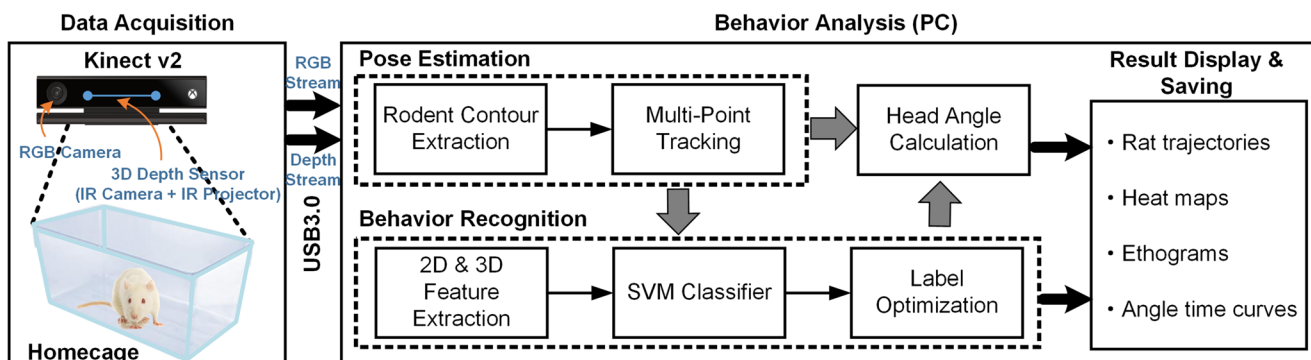 Data Acquisition
Kinect v2
RGB Camera
3D Depth Sensor
(IR Camera + IR Projector)
Homecage
RGB
Stream
Depth
Stream
USB3.0
Behavior Analysis (PC)
Pose Estimation
Rodent Contour
Extraction
Multi-Point
Tracking
Head Angle
Calculation
Behavior Recognition
2D & 3D
Feature
Extraction
SVM Classifier
Label
Optimization
Result Display &
Saving
· Rat trajectories
· Heat maps
· Ethograms
· Angle time curves